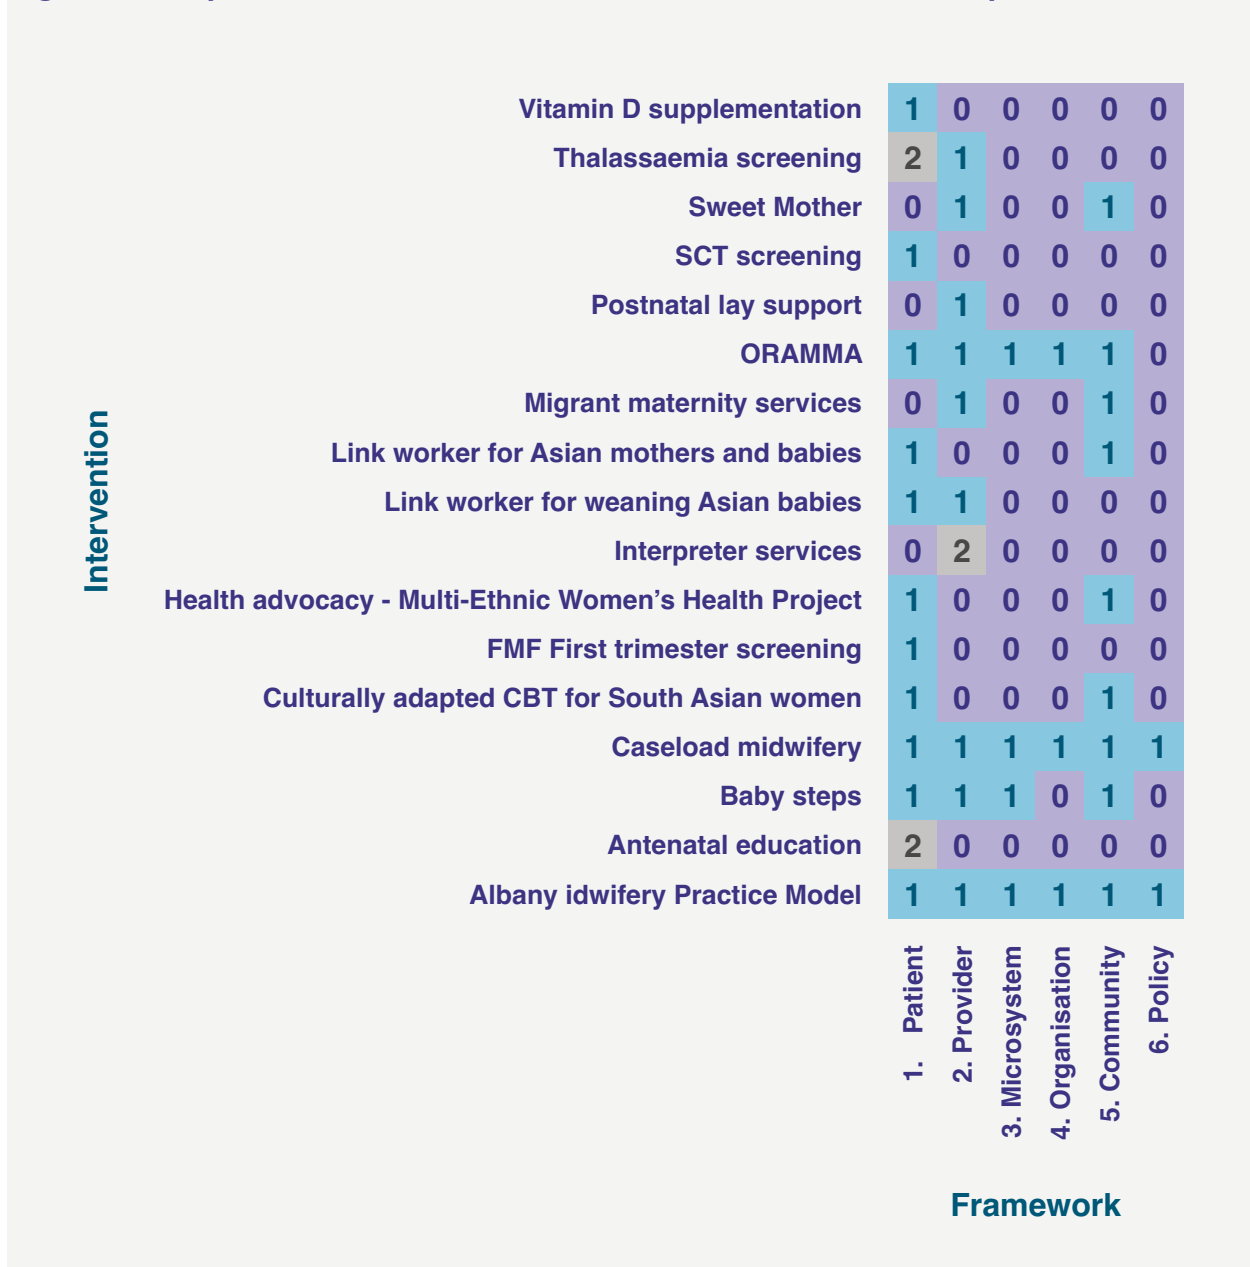 Vitamin D supplementation 1 0 0 0 0 0
Thalassaemia screening 2 1 0 0 0 0
Sweet Mother 0 1 0 0 1 0
SCT screening 1 0 0 0 0 0
Postnatal lay support 0 1 0 0 0 0
ORAMMA 1 1 1 1 1 0
Migrant maternity services 0 1 0 0 1 0
Link worker for Asian mothers and babies 1 0 0 0 1 0
Link worker for weaning Asian babies 1 1 0 0 0 0
Interpreter services 0 2 0 0 0 0
Health advocacy - Multi-Ethnic Women's Health Project 1 0 0 0 1 0
FMF First trimester screening 1 0 0 0 0 0
Culturally adapted CBT for South Asian women 1 0 0 0 1 0
Caseload midwifery 1 1 1 1 1 1
Baby steps 1 1 1 0 1 0
Antenatal education 2 0 0 0 0 0
Albany idwifery Practice Model 1 1 1 1 1 1
Intervention
1. Patient
2. Provider
3. Microsystem
4. Organisation
5. Community
6. Policy
Framework